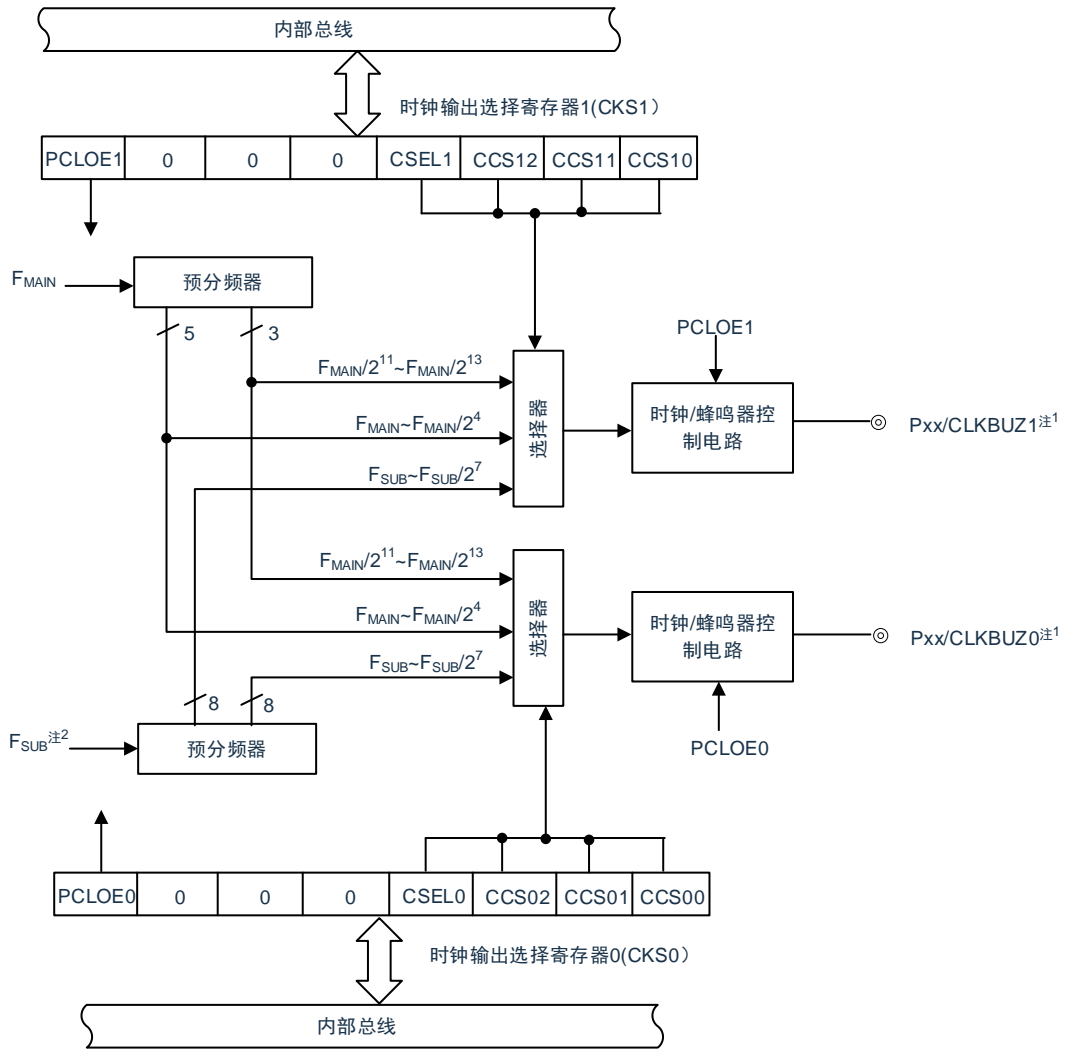 内部总线
时钟输出选择寄存器1(CKS1）
PCLOE1 0 0 0 CSEL1 CCS12 CCS11 CCS10
FMAIN
预分频器
5 3
PCLOE1
FMAIN/2^11~FMAIN/2^13
FMAIN~FMAIN/2^4
FSUB~FSUB/2^7
选择器
时钟/蜂鸣器控
制电路
Pxx/CLKBUZ1注1
FMAIN/2^11~FMAIN/2^13
FMAIN~FMAIN/2^4
FSUB~FSUB/2^7
选择器
时钟/蜂鸣器控
制电路
Pxx/CLKBUZ0注1
8 8
FSUB注2
预分频器
PCLOE0
PCLOE0 0 0 0 CSEL0 CCS02 CCS01 CCS00
时钟输出选择寄存器0(CKS0）
内部总线